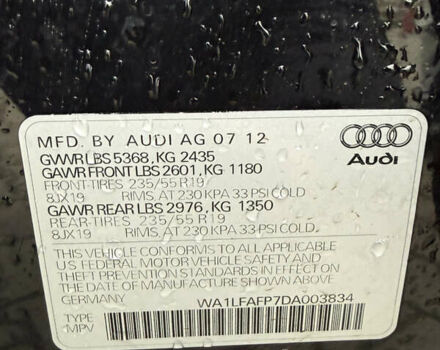 MFD. BY AUDI AG 07 12
GVWR LBS 5368, KG 2435
GAWR FRONT LBS 2601, KG 1180
FRONT-TIRES 235/55 R19
8JX19 RIMS, AT 230 KPA 33 PSI COLD
GAWR REAR LBS 2976, KG 1350
REAR-TIRES 235/55 R19
8JX19 RIMS, AT 230 KPA 33 PSI COLD.
Audi
THIS VEHICLE CONFORMS TO ALL APPLICABLE
U.S. FEDERAL MOTOR VEHICLE SAFETY AND
THEFT PREVENTION STANDARDS IN EFFECT ON
THE DATE OF MANUFACTURE SHOWN ABOVE.
GERMANY WA1LFAFP7DA003834
TYPE
MPV